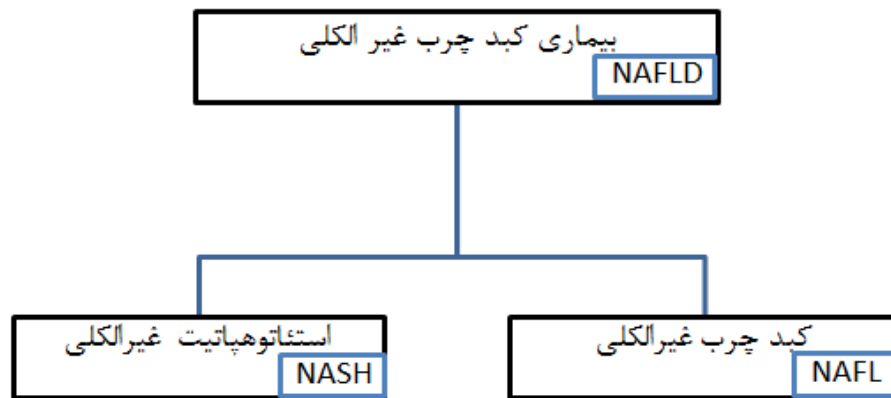 بیماری کبد چرب غیر الکلی
NAFLD
کبد چرب غیرالکلی
NAFL
استئاتوهپاتیت غیرالکلی
NASH